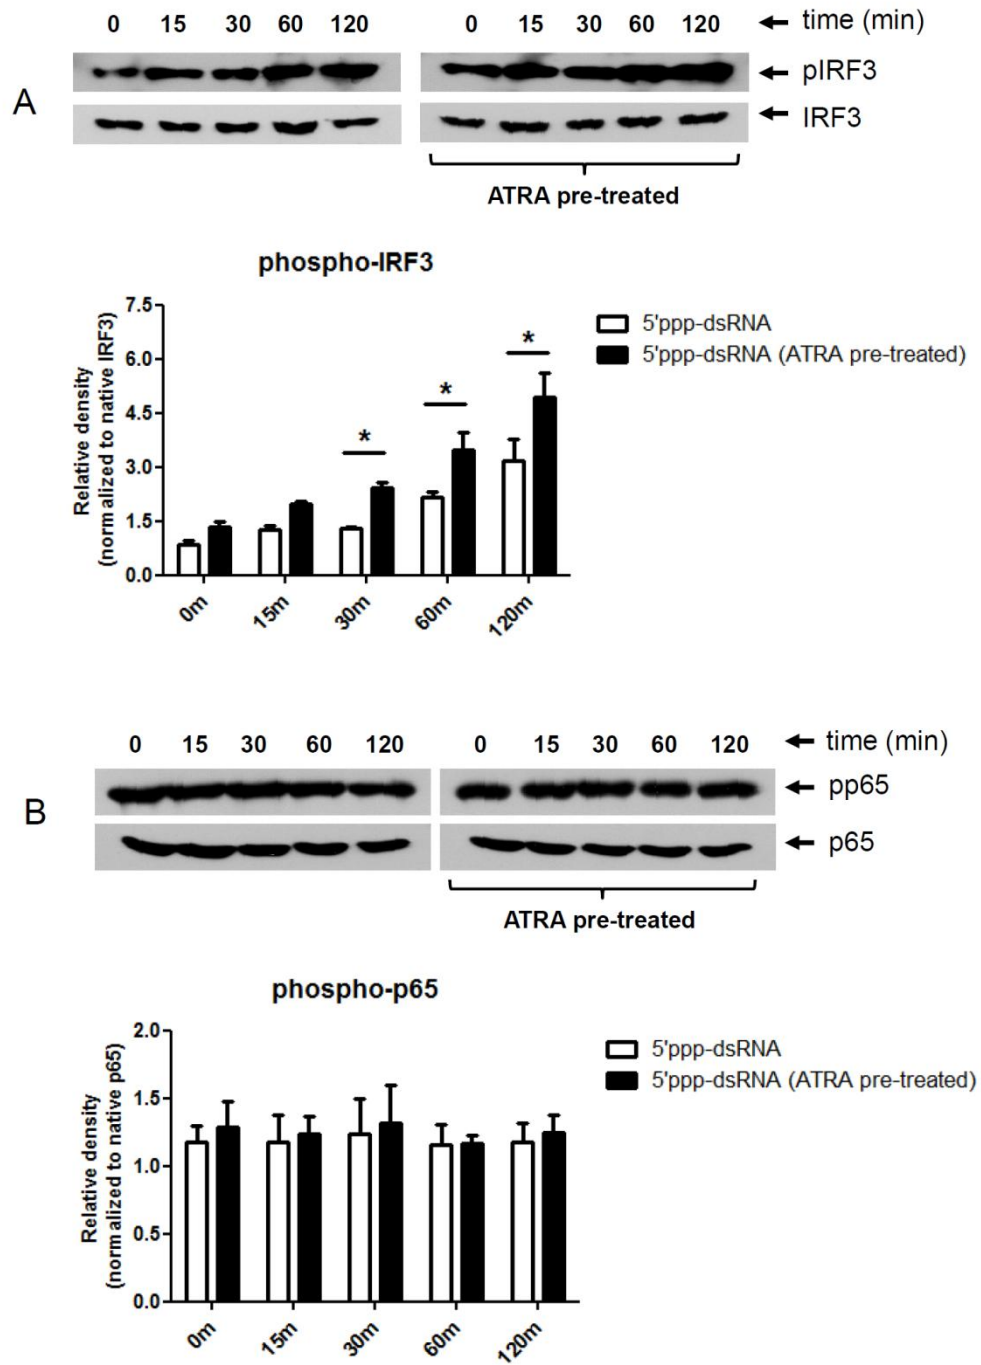 0 15 30 60 120 0 15 30 60 120 time (min)
pIRF3
A
IRF3
ATRA pre-treated
phospho-IRF3
7.5
6.0
4.5
3.0
1.5
0.0
Relative density
(normalized to native IRF3)
* * *
5'ppp-dsRNA
5'ppp-dsRNA (ATRA pre-treated)
0m 15m 30m 60m 120m
0 15 30 60 120 0 15 30 60 120 time (min)
pp65
B
p65
ATRA pre-treated
phospho-p65
2.0
1.5
1.0
0.5
0.0
Relative density
(normalized to native p65)
5'ppp-dsRNA
5'ppp-dsRNA (ATRA pre-treated)
0m 15m 30m 60m 120m